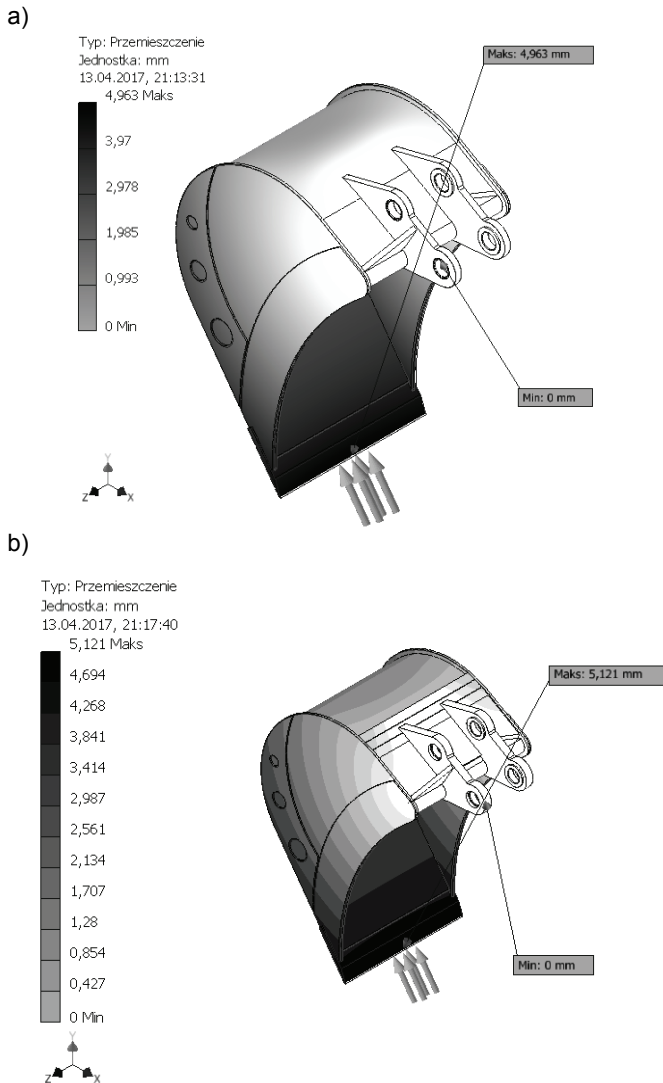 a)
Typ: Przemieszczenie
Jednostka: mm
13.04.2017, 21:13:31
4,963 Maks
3,97
2,978
1,985
0,993
0 Min
Maks: 4,963 mm
Min: 0 mm
Y
Z
X
b)
Typ: Przemieszczenie
Jednostka: mm
13.04.2017, 21:17:40
5,121 Maks
4,694
4,268
3,841
3,414
2,987
2,561
2,134
1,707
1,28
0,854
0,427
0 Min
Maks: 5,121 mm
Min: 0 mm
Y
Z
X